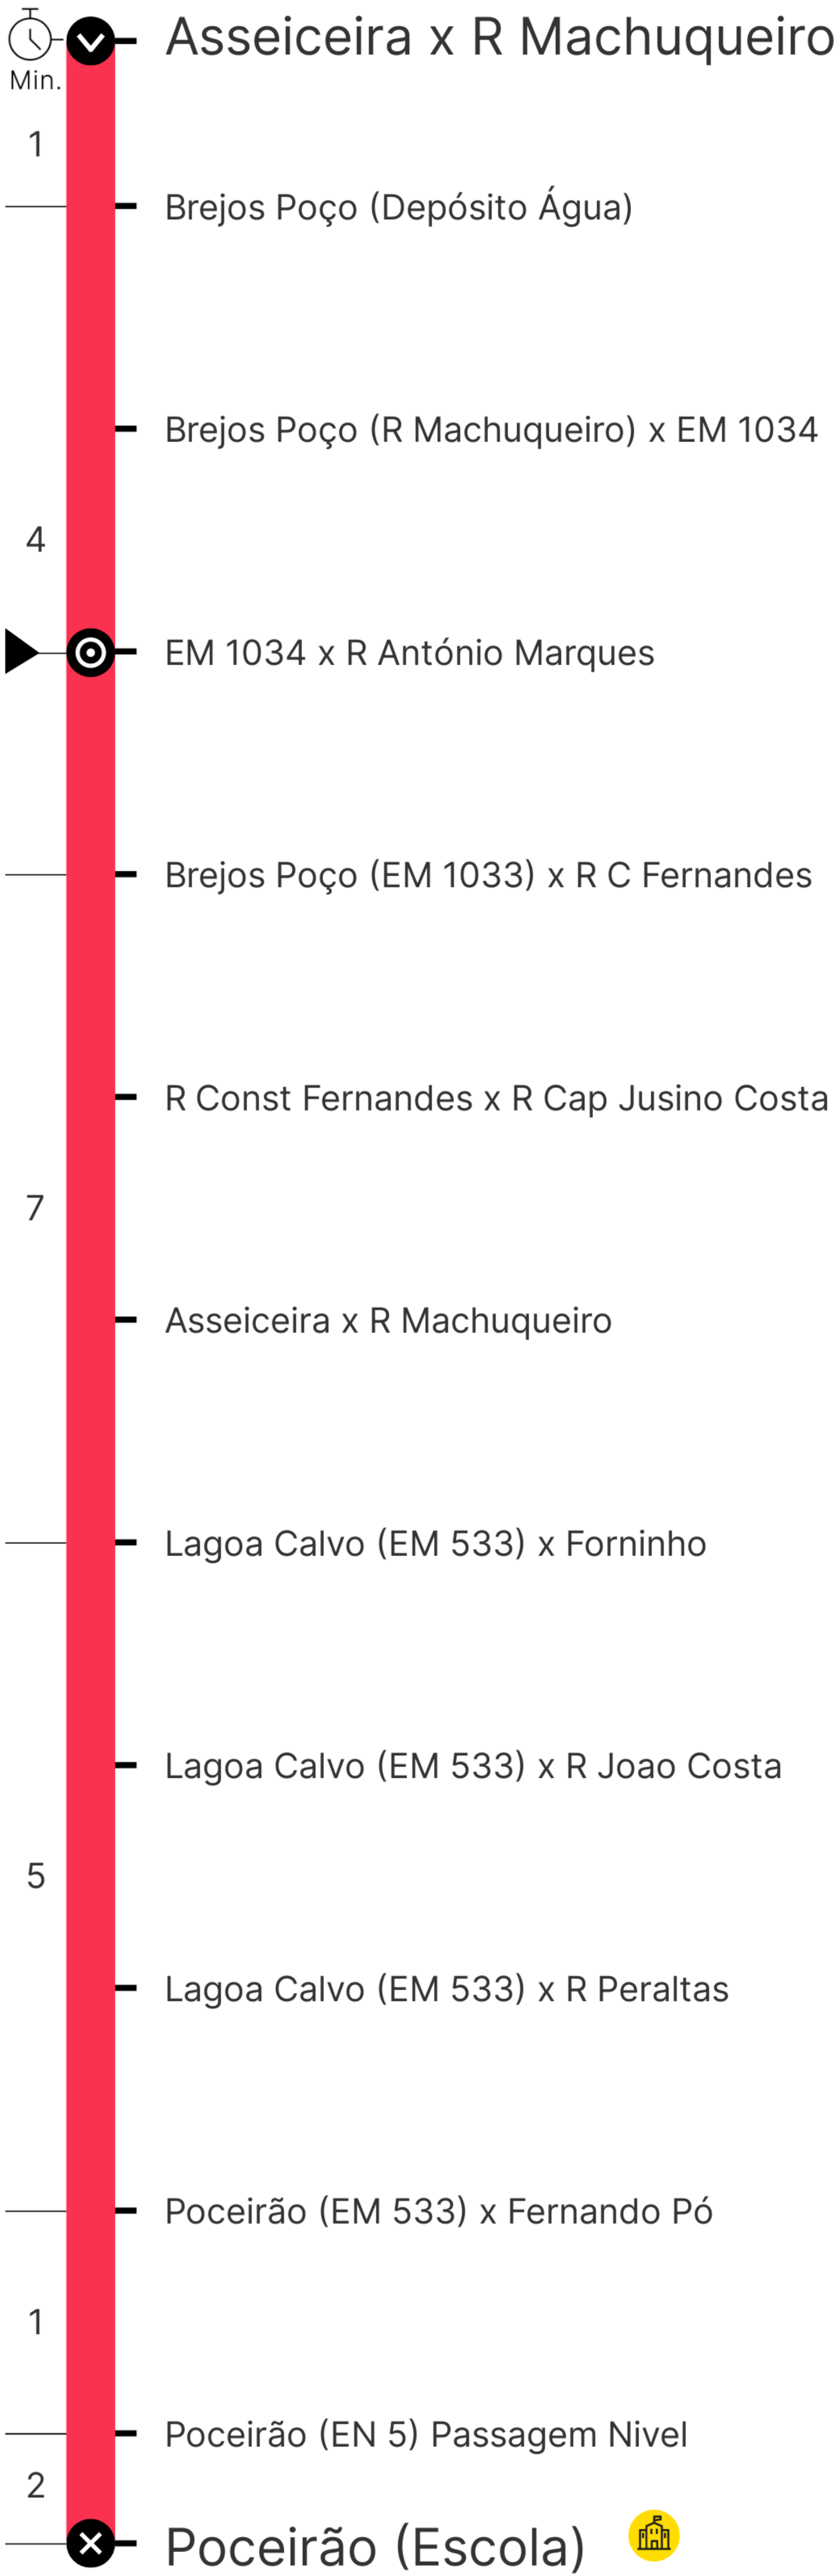 Asseiceira x R Machuqueiro
Min.
1
Brejos Poço (Depósito Água)
Brejos Poço (R Machuqueiro) x EM 1034
4
EM 1034 x R António Marques
Brejos Poço (EM 1033) x R C Fernandes
R Const Fernandes x R Cap Jusino Costa
7
Asseiceira x R Machuqueiro
Lagoa Calvo (EM 533) x Forninho
Lagoa Calvo (EM 533) x R Joao Costa
5
Lagoa Calvo (EM 533) x R Peraltas
Poceirão (EM 533) x Fernando Pó
1
Poceirão (EN 5) Passagem Nivel
2
Poceirão (Escola)